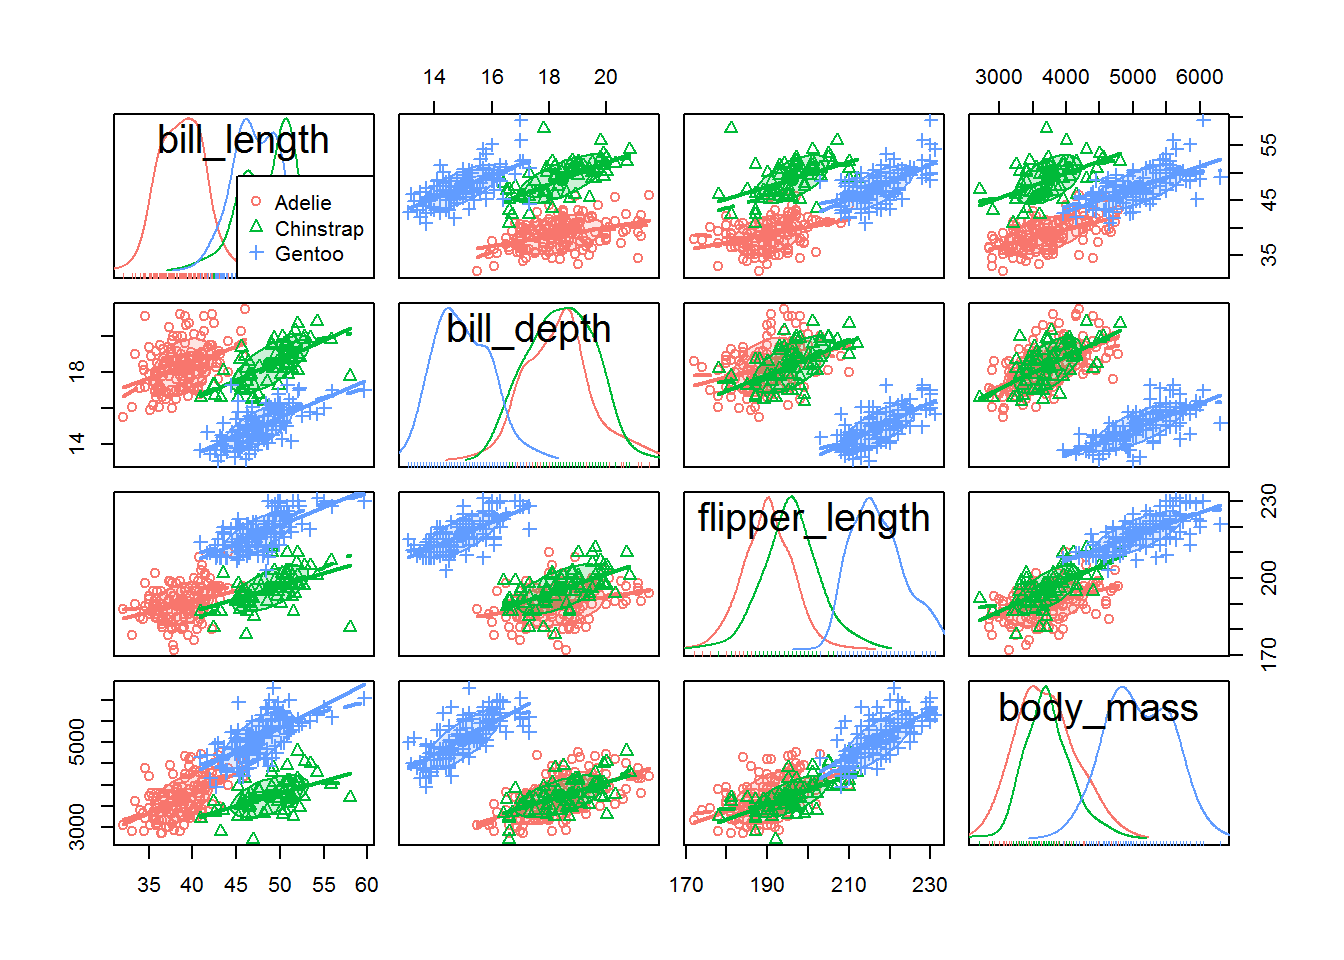 14 16 18 20
3000 4000 5000 6000
bill_length
Adelie
Chinstrap
Gentoo
35 45 55
bill_depth
14 18
flipper_length
170 200 230
body_mass
3000 5000
35 40 45 50 55 60
170 190 210 230